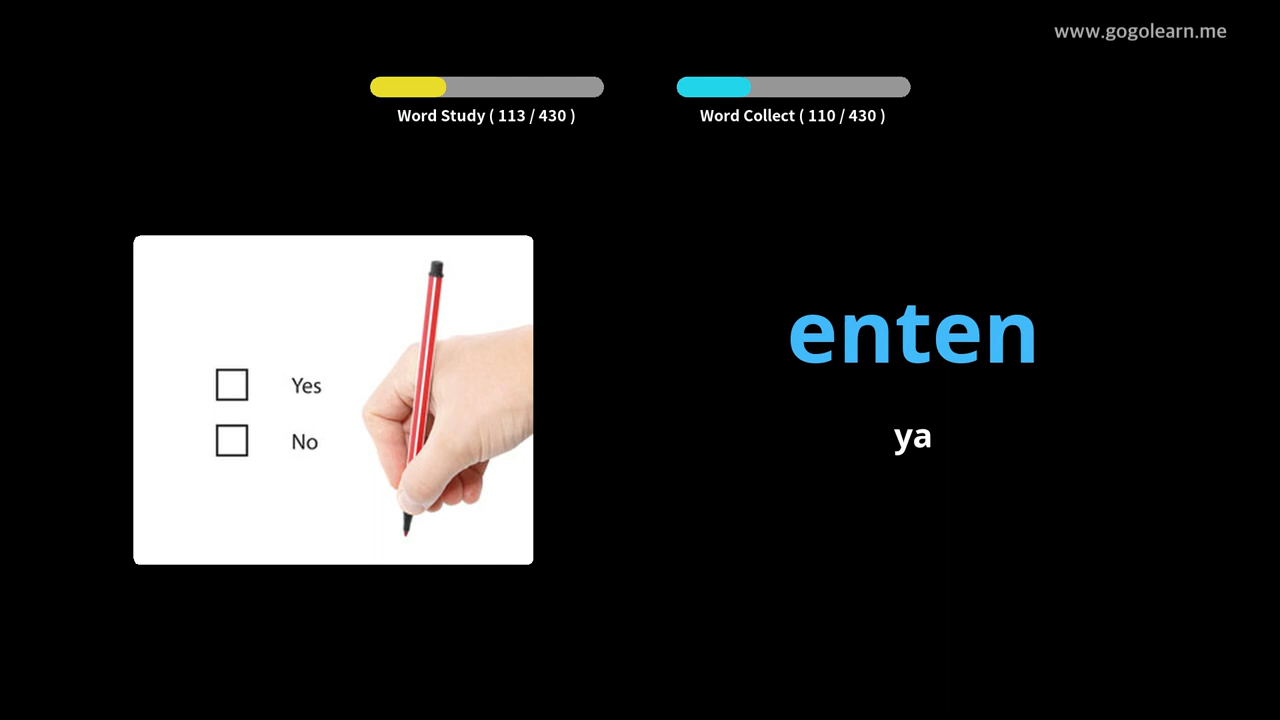 www.gogolearn.me
Word Study ( 113 / 430 )
Word Collect ( 110 / 430 )
Yes
No
enten
ya